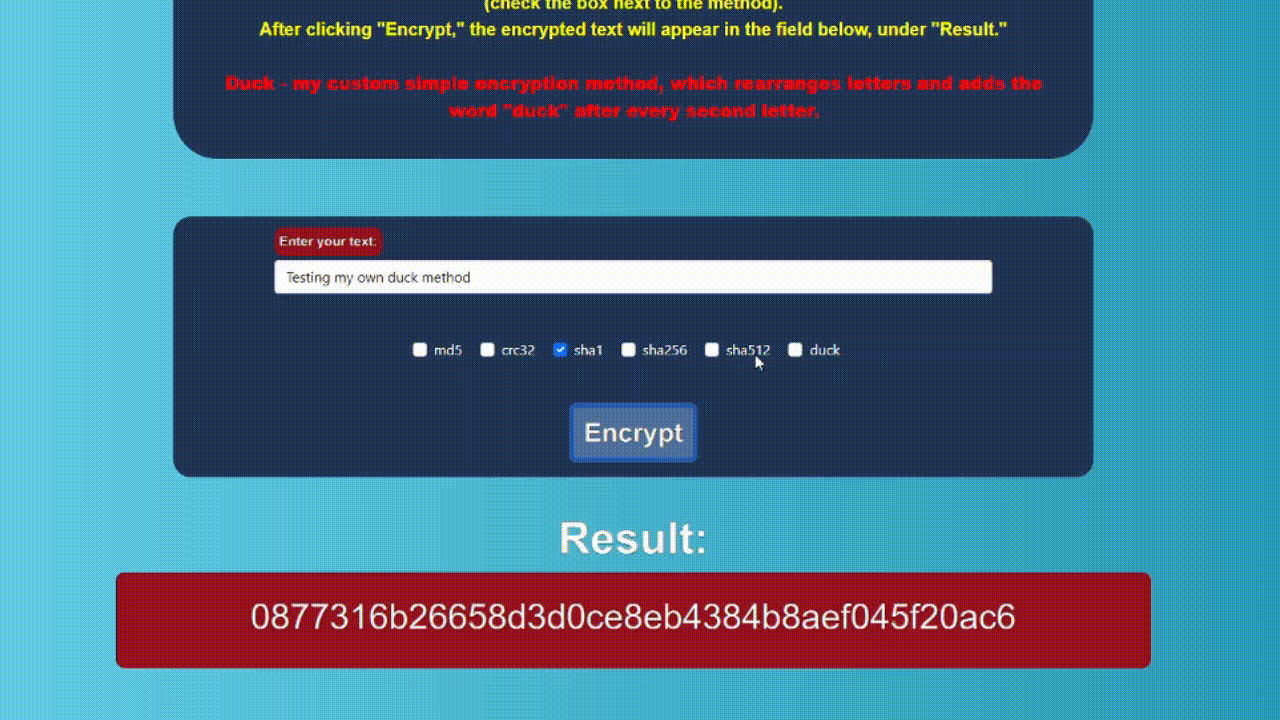 (check the box next to the method).
After clicking "Encrypt," the encrypted text will appear in the field below, under "Result."
Duck - my custom simple encryption method, which rearranges letters and adds the
word "duck" after every second letter.
Enter your text:
Testing my own duck method
md5 crc32 sha1 sha256 sha512 duck
Encrypt
Result:
0877316b26658d3d0ce8eb4384b8aef045f20ac6